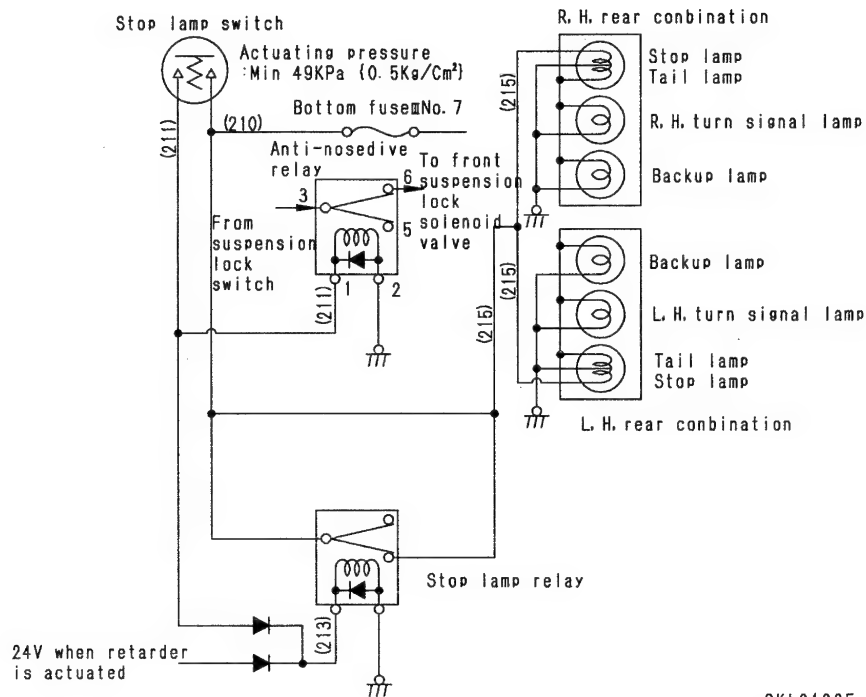 Stop lamp switch
Actuating pressure
:Min 49KPa {0.5Kg/Cm²}
(211)
(210)
Bottom fuse No.7
Anti-nosedive
relay
3
6
5
To front
suspension
lock
solenoid
valve
From
suspension
lock
switch
1
2
(211)
(215)
(215)
(215)
R.H. rear conbination
Stop lamp
Tail lamp
R.H. turn signal lamp
Backup lamp
Backup lamp
L.H. turn signal lamp
Tail lamp
Stop lamp
L.H. rear conbination
Stop lamp relay
(213)
24V when retarder
is actuated